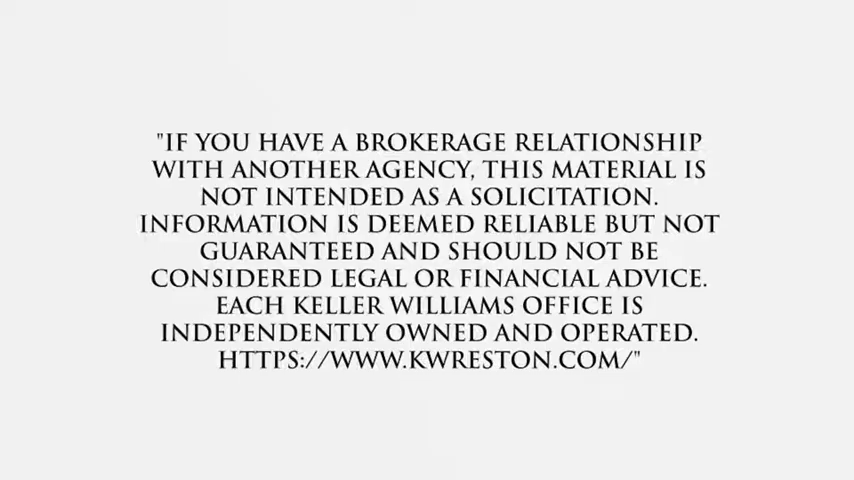 "IF YOU HAVE A BROKERAGE RELATIONSHIP
WITH ANOTHER AGENCY, THIS MATERIAL IS
NOT INTENDED AS A SOLICITATION.
INFORMATION IS DEEMED RELIABLE BUT NOT
GUARANTEED AND SHOULD NOT BE
CONSIDERED LEGAL OR FINANCIAL ADVICE.
EACH KELLER WILLIAMS OFFICE IS
INDEPENDENTLY OWNED AND OPERATED.
HTTPS://WWW.KWRESTON.COM/"